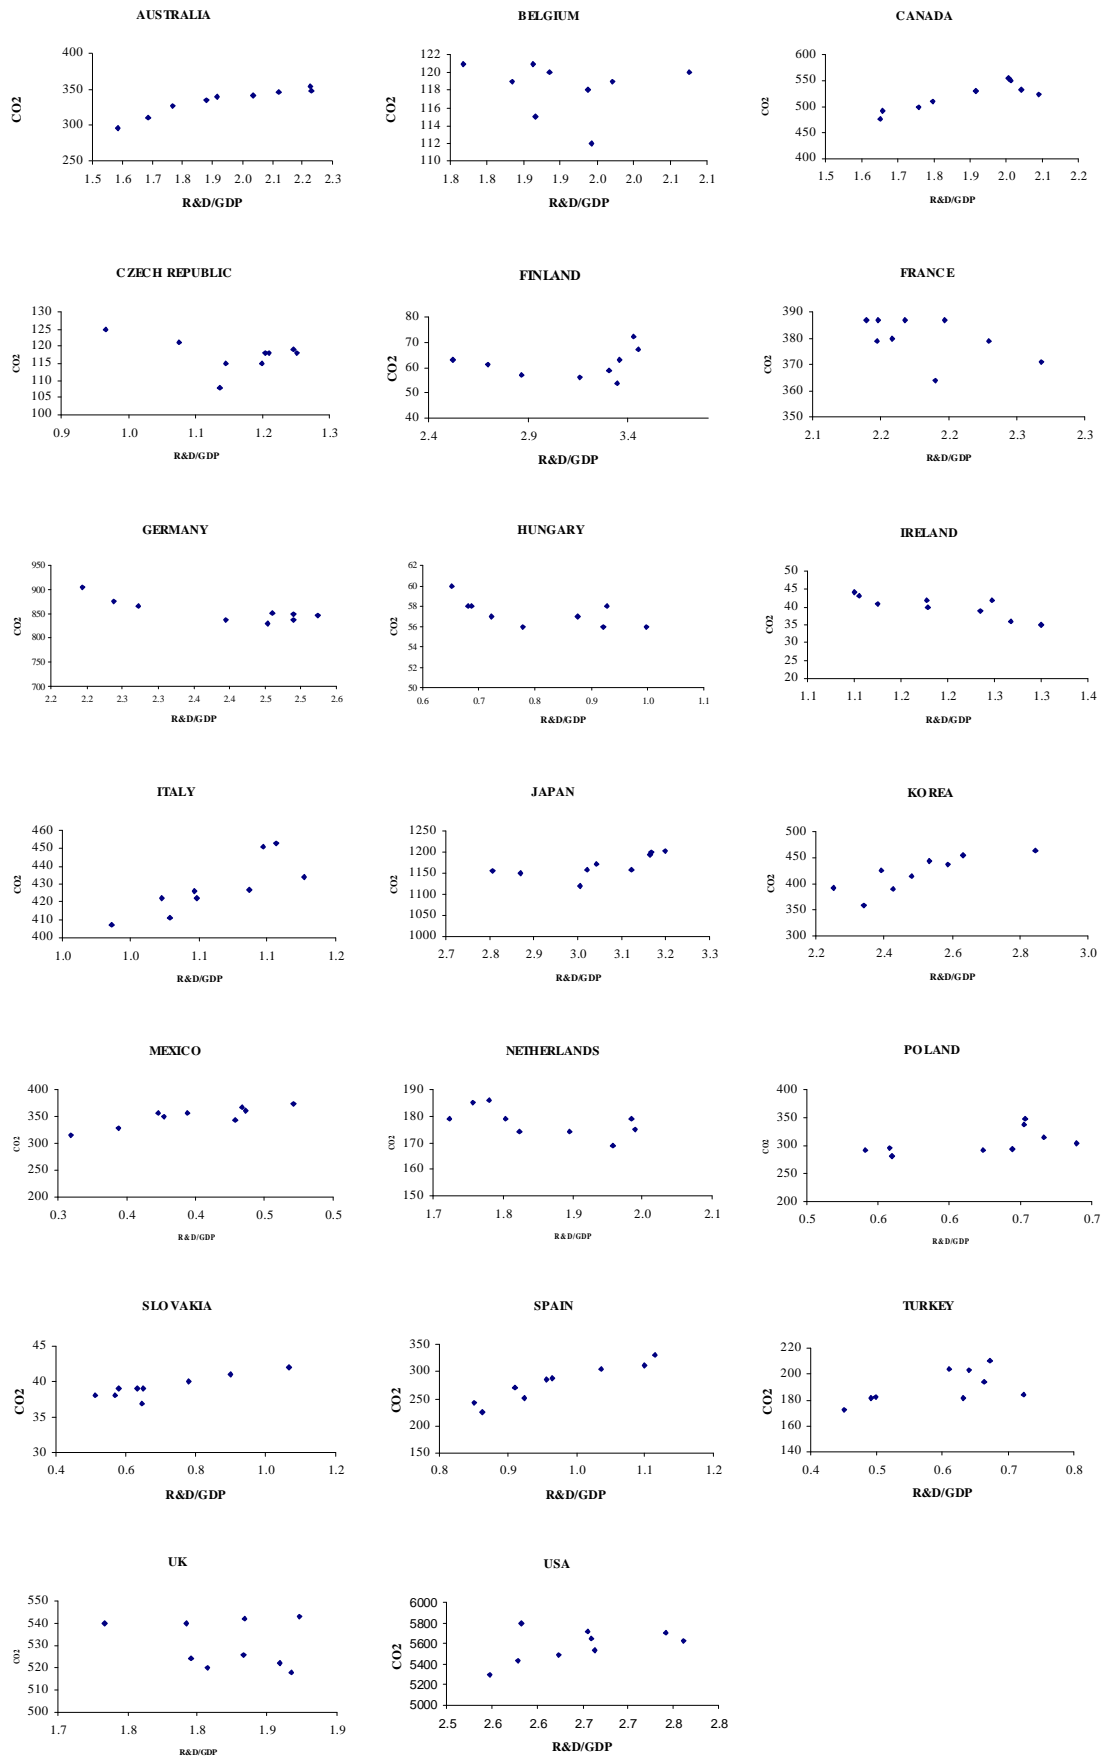 AUSTRALIA
400
350
300
250
CO2
1.5 1.6 1.7 1.8 1.9 2.0 2.1 2.2 2.3
R&D/GDP
BELGIUM
122
120
118
116
114
112
110
CO2
1.8 1.8 1.9 1.9 2.0 2.0 2.1 2.1
R&D/GDP
CANADA
600
550
500
400
CO2
1.5 1.6 1.7 1.8 1.9 2.0 2.1 2.2
R&D/GDP
CZECH REPUBLIC
130
125
120
115
110
105
100
CO2
0.9 1.0 1.1 1.2 1.3
R&D/GDP
FINLAND
80
70
60
50
40
CO2
2.4 2.9 3.4
R&D/GDP
FRANCE
390
380
370
360
350
CO2
2.1 2.2 2.2 2.3 2.3
R&D/GDP
GERMANY
950
900
850
800
750
700
CO2
2.2 2.2 2.3 2.3 2.4 2.4 2.5 2.5 2.6
R&D/GDP
HUNGARY
62
60
58
56
54
52
50
CO2
0.6 0.7 0.8 0.9 1.0 1.1
R&D/GDP
IRELAND
50
45
40
35
30
25
20
CO2
1.1 1.1 1.2 1.2 1.3 1.3 1.4
R&D/GDP
ITALY
460
450
440
430
420
410
400
CO2
1.0 1.0 1.1 1.1 1.2
R&D/GDP
JAPAN
1250
1200
1150
1100
1050
1000
CO2
2.7 2.8 2.9 3.0 3.1 3.2 3.3
R&D/GDP
KOREA
500
450
400
350
300
CO2
2.2 2.4 2.6 2.8 3.0
R&D/GDP
MEXICO
400
350
300
250
200
CO2
0.3 0.4 0.4 0.5 0.5
R&D/GDP
NETHERLANDS
190
180
170
160
150
CO2
1.7 1.8 1.9 2.0 2.1
R&D/GDP
POLAND
400
350
300
250
200
CO2
0.5 0.6 0.6 0.7 0.7
R&D/GDP
SLOVAKIA
45
40
35
30
CO2
0.4 0.6 0.8 1.0 1.2
R&D/GDP
SPAIN
350
300
250
200
150
CO2
0.8 0.9 1.0 1.1 1.2
R&D/GDP
TURKEY
220
200
180
160
140
CO2
0.4 0.5 0.6 0.7 0.8
R&D/GDP
UK
550
540
530
520
510
500
CO2
1.7 1.8 1.8 1.9 1.9
R&D/GDP
USA
6000
5800
5600
5400
5200
5000
CO2
2.5 2.6 2.6 2.7 2.7 2.8 2.8
R&D/GDP